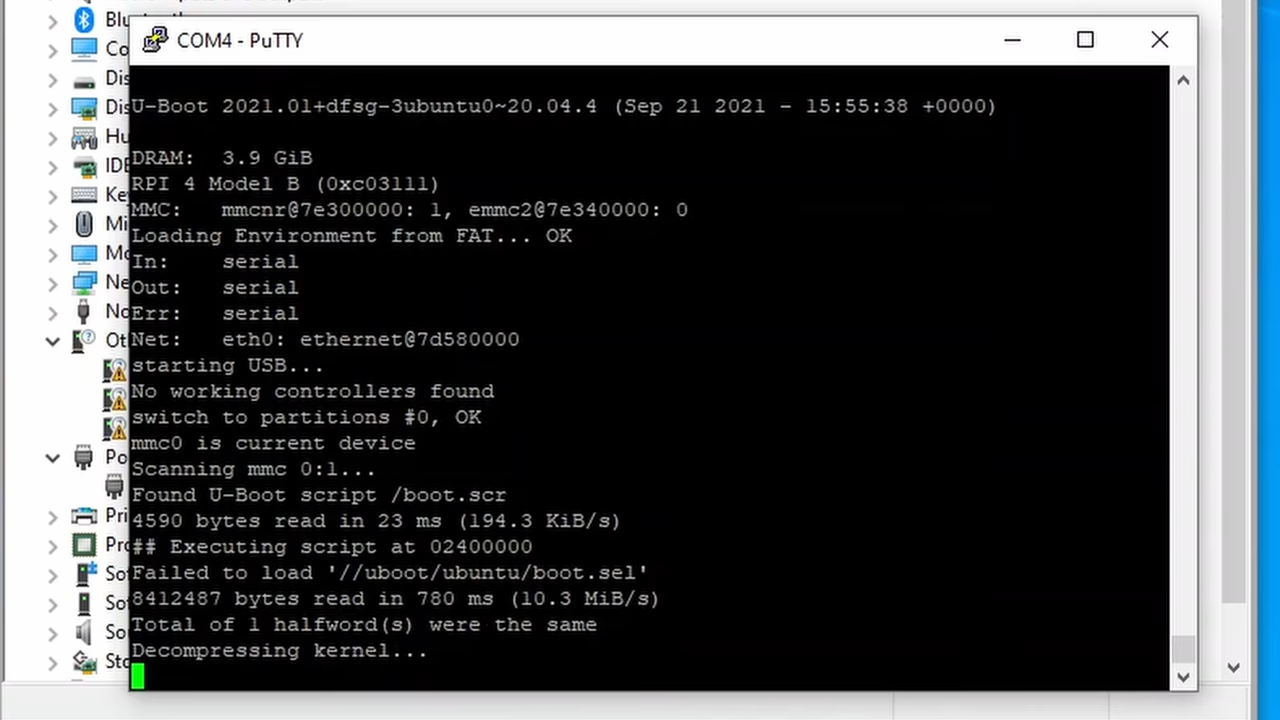 COM4 - PuTTY
U-Boot 2021.01+dfsg-3ubuntu0~20.04.4 (Sep 21 2021 - 15:55:38 +0000)
DRAM:  3.9 GiB
RPI 4 Model B (0xc03111)
MMC:   mmcnr@7e300000: 1, emmc2@7e340000: 0
Loading Environment from FAT... OK
In:    serial
Out:   serial
Err:   serial
Net:   eth0: ethernet@7d580000
starting USB...
No working controllers found
switch to partitions #0, OK
mmc0 is current device
Scanning mmc 0:1...
Found U-Boot script /boot.scr
4590 bytes read in 23 ms (194.3 KiB/s)
## Executing script at 02400000
Failed to load '//uboot/ubuntu/boot.sel'
8412487 bytes read in 780 ms (10.3 MiB/s)
Total of 1 halfword(s) were the same
Decompressing kernel...